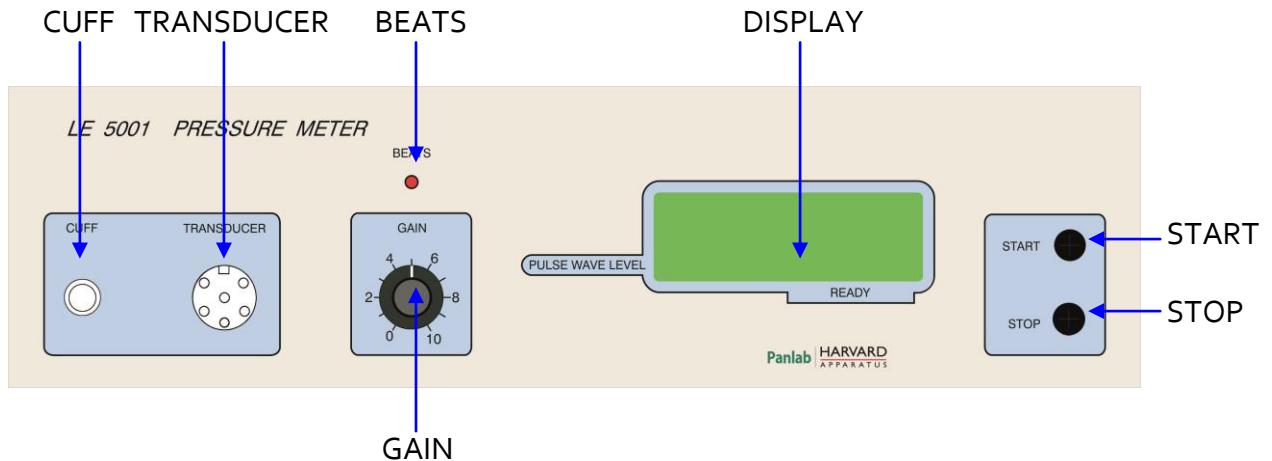 CUFF TRANSDUCER BEATS DISPLAY
LE 5001 PRESSURE METER
BEATS
CUFF TRANSDUCER GAIN
START START
4 6
PULSE WAVE LEVEL
2 8
READY
STOP STOP
0 10
Panlab HARVARD
APPARATUS
GAIN